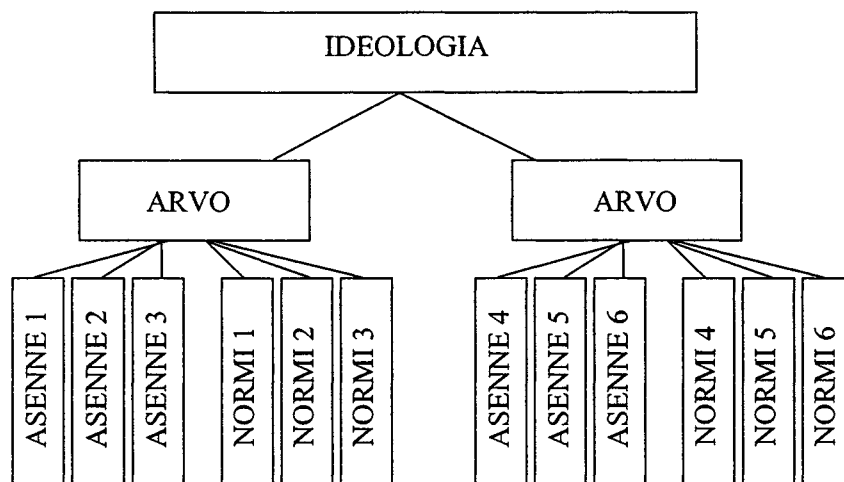 IDEOLOGIA
ARVO
ARVO
ASENNE 1
ASENNE 2
ASENNE 3
NORMI 1
NORMI 2
NORMI 3
ASENNE 4
ASENNE 5
ASENNE 6
NORMI 4
NORMI 5
NORMI 6